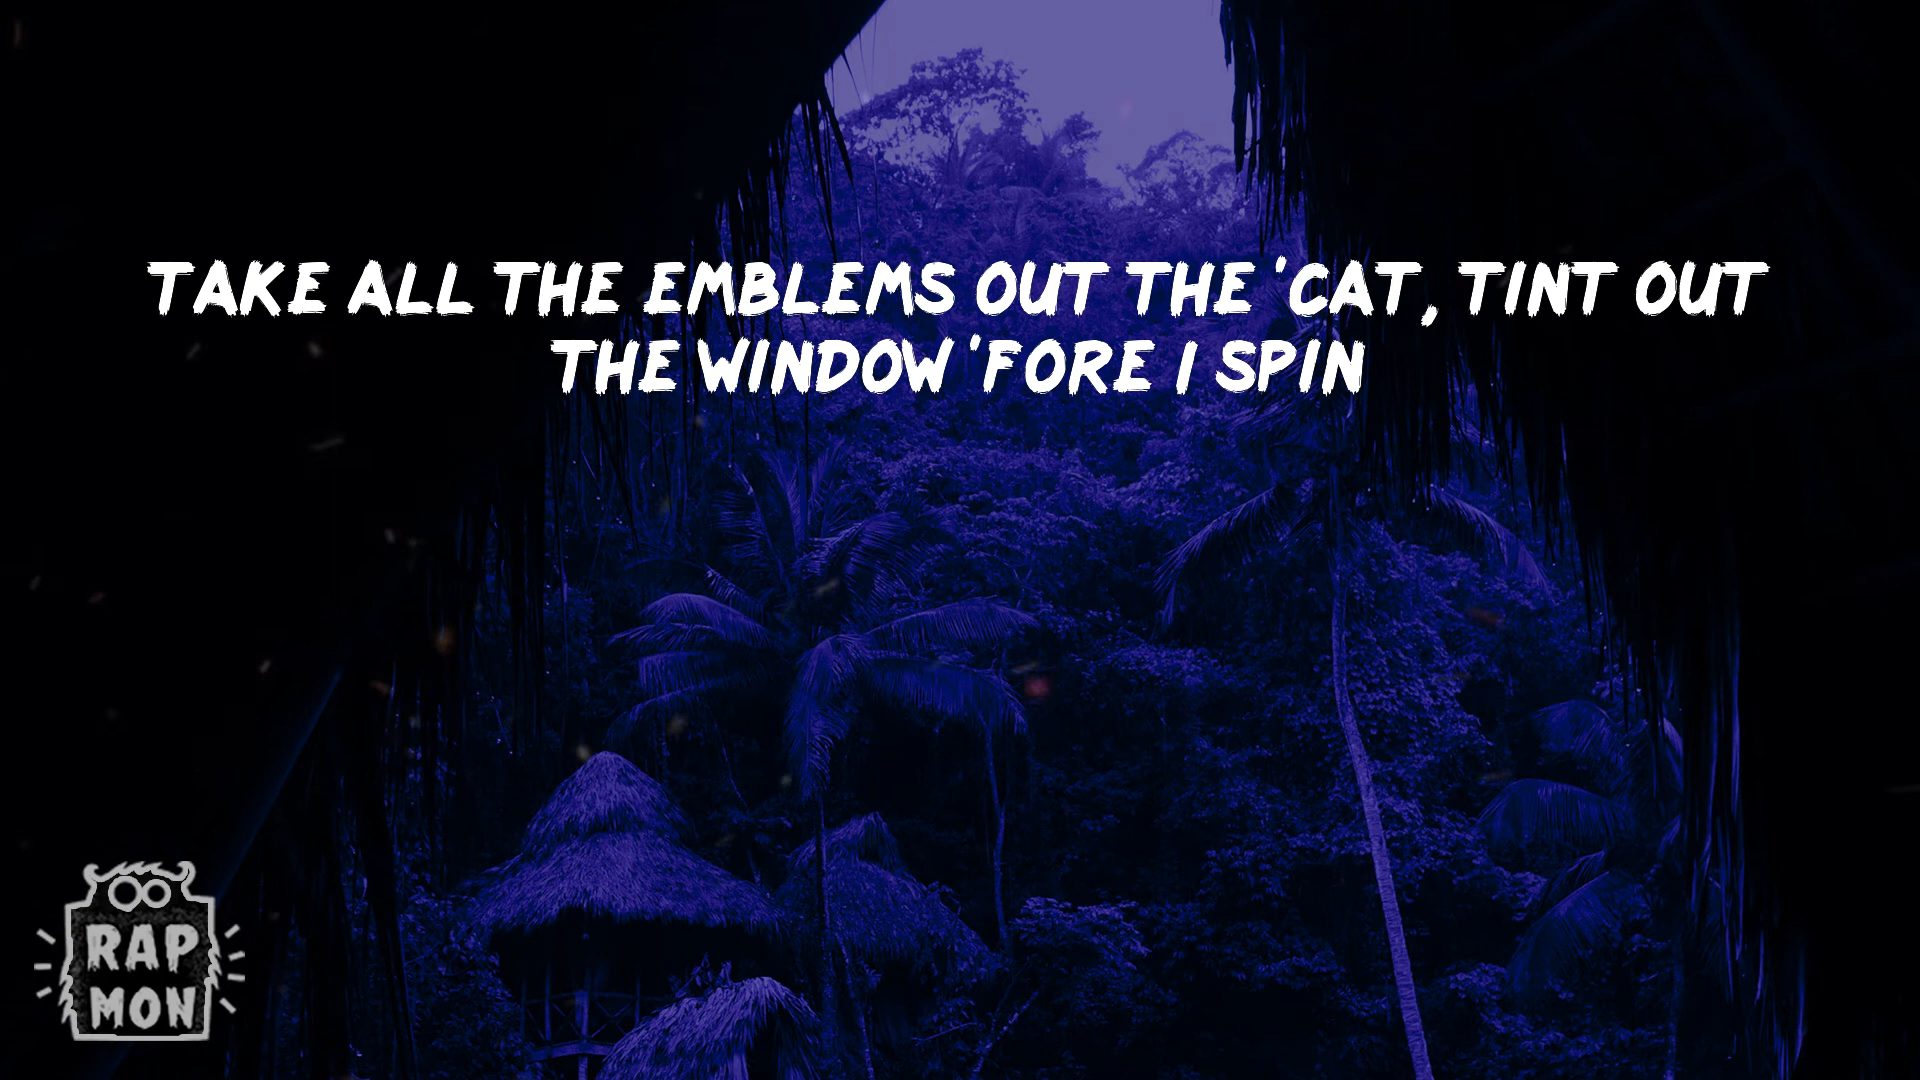 TAKE ALL THE EMBLEMS OUT THE 'CAT, TINT OUT
THE WINDOW 'FORE I SPIN
RAP
MON